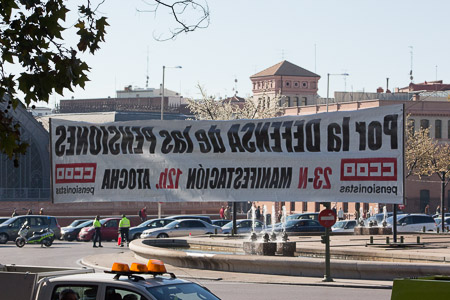 Por la DEFENSA de las PENSIONES
CCOO
pensionistas
23-N MANIFESTACIÓN 12h. ATOCHA
CCOO
pensionistas